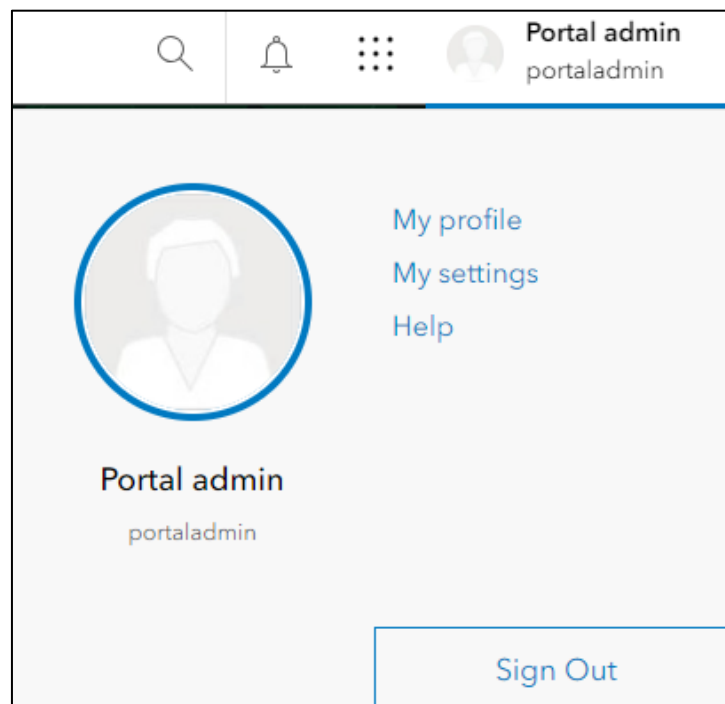 Portal admin
portaladmin
My profile
My settings
Help
Portal admin
portaladmin
Sign Out